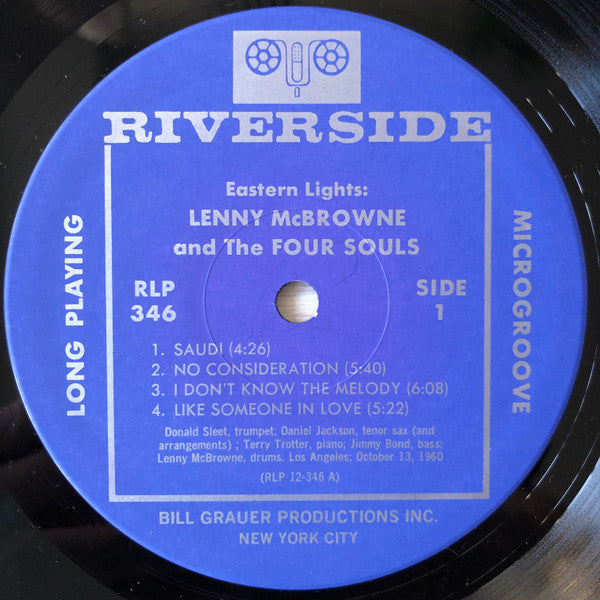 RIVERSIDE
Eastern Lights:
LENNY McBROWNE
and The FOUR SOULS
LONG PLAYING
MICROGROOVE
RLP
346
SIDE
1
1. SAUDI (4:26)
2. NO CONSIDERATION (5:40)
3. I DON'T KNOW THE MELODY (6:08)
4. LIKE SOMEONE IN LOVE (5:22)
Donald Sleet, trumpet; Daniel Jackson, tenor sax (and
arrangements) ; Terry Trotter, piano; Jimmy Bond, bass;
Lenny McBrowne, drums. Los Angeles; October 13, 1960
(RLP 12-346 A)
BILL GRAUER PRODUCTIONS INC.
NEW YORK CITY